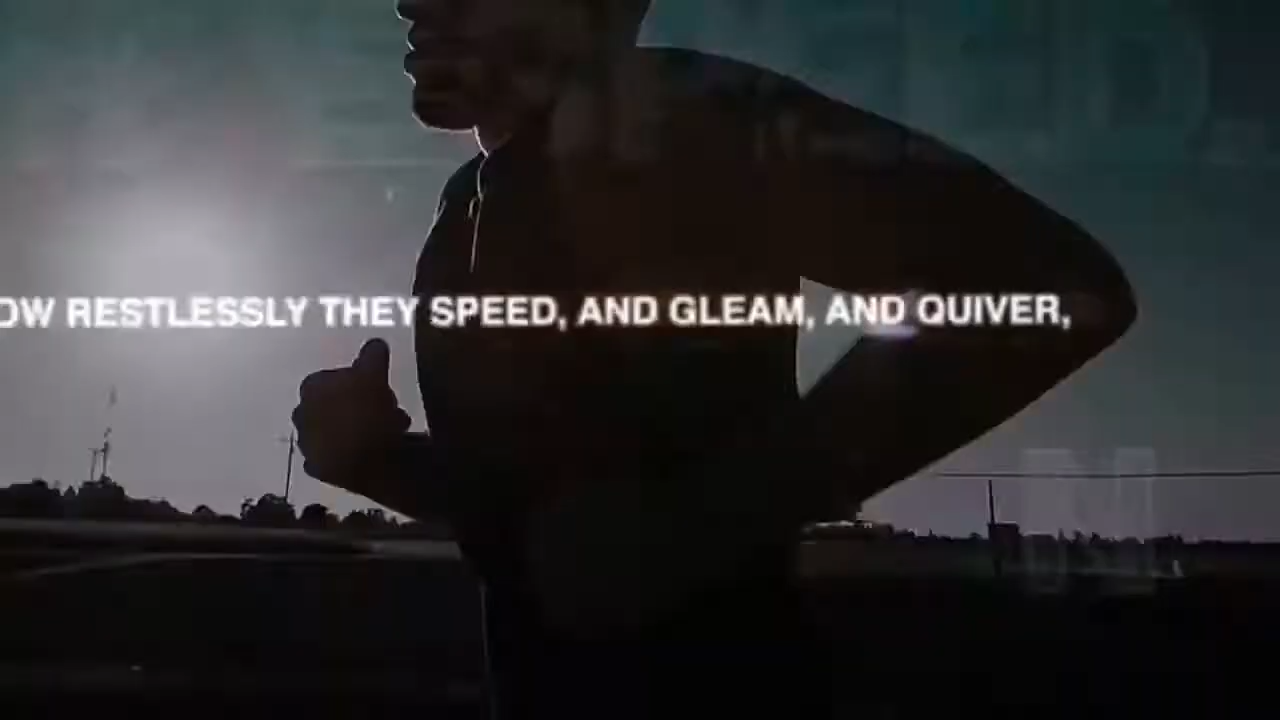 OW RESTLESSLY THEY SPEED, AND GLEAM, AND QUIVER,